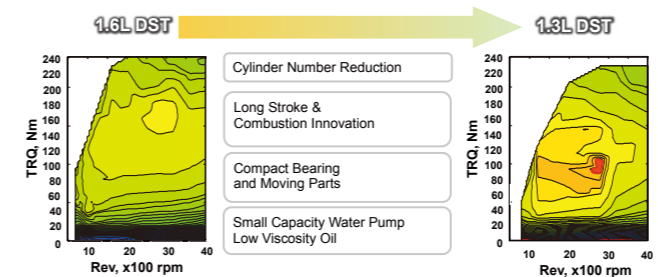 1.6L DST
1.3L DST
Cylinder Number Reduction
Long Stroke &
Combustion Innovation
Compact Bearing
and Moving Parts
Small Capacity Water Pump
Low Viscosity Oil
TRQ, Nm
240
220
200
180
160
140
120
100
80
60
40
20
0
10
20
30
40
Rev, x100 rpm
TRQ, Nm
240
220
200
180
160
140
120
100
80
60
40
20
0
10
20
30
40
Rev, x100 rpm